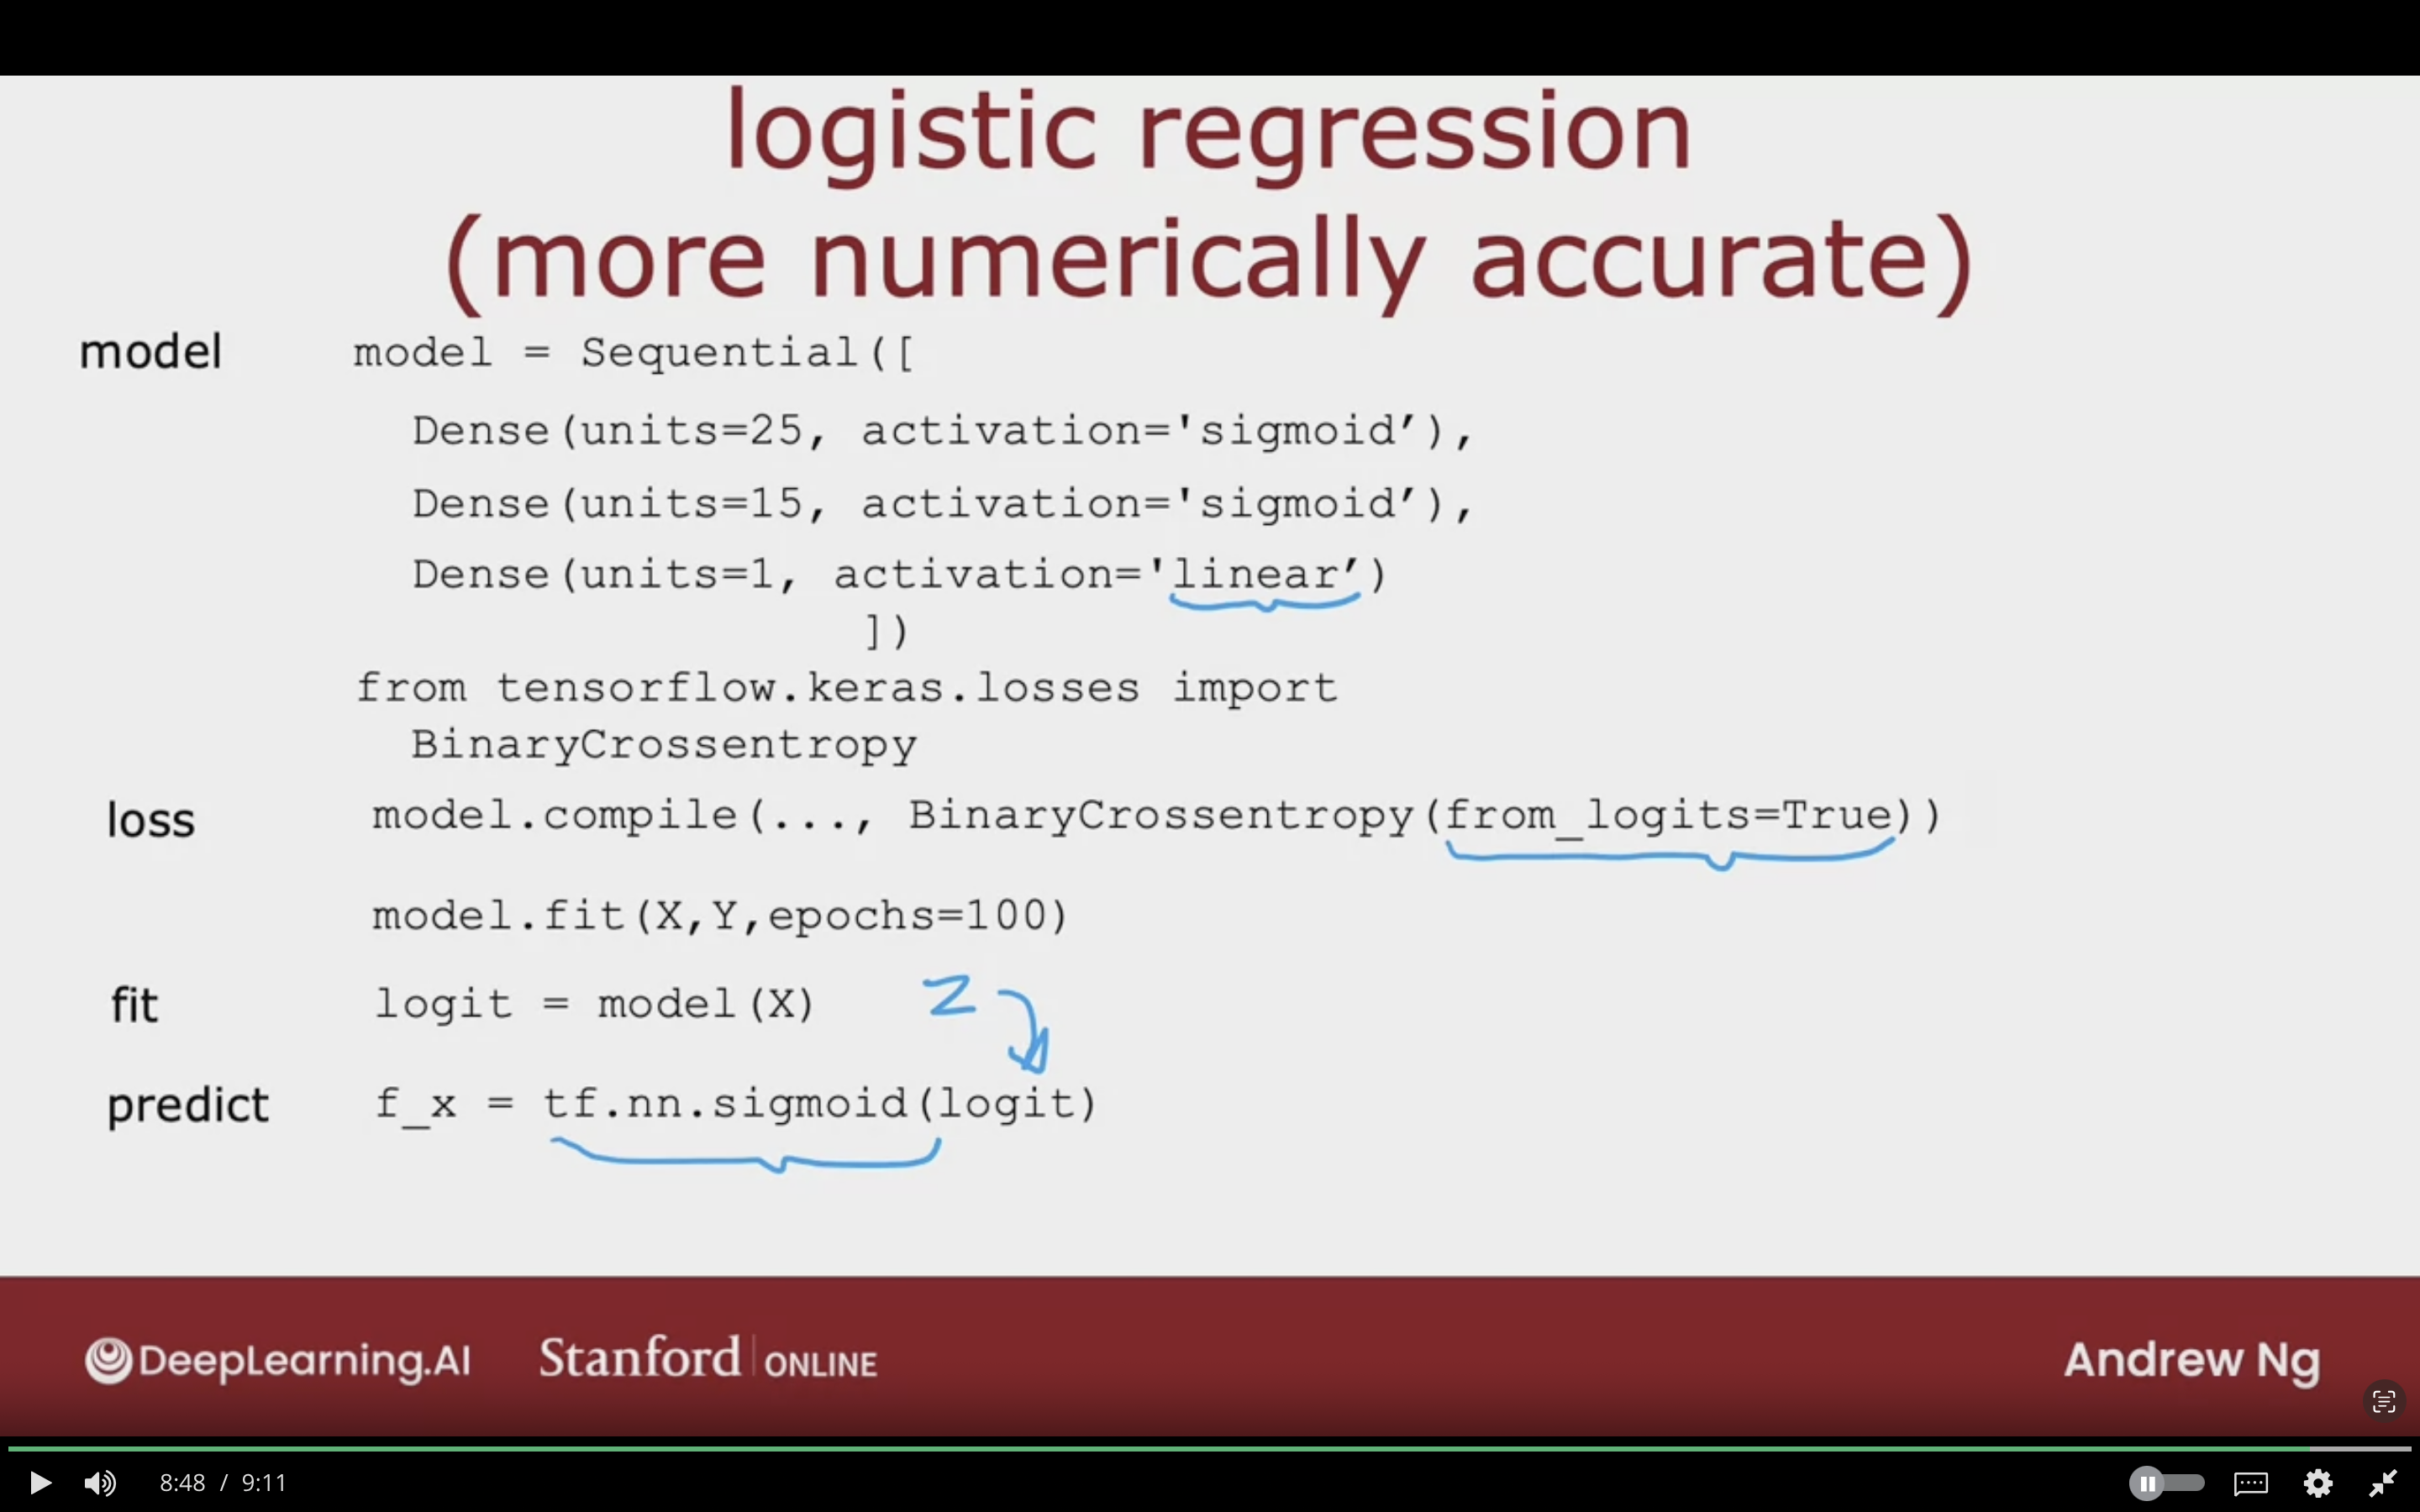 logistic regression
(more numerically accurate)
model model = Sequential([
Dense(units=25, activation='sigmoid’),
Dense(units=15, activation='sigmoid’),
Dense(units=1, activation='linear’)
])
from tensorflow.keras.losses import
BinaryCrossentropy
loss model.compile(..., BinaryCrossentropy(from_logits=True))
model.fit(X,Y,epochs=100)
fit logit = model(X) z
predict f_x = tf.nn.sigmoid(logit)
DeepLearning.AI Stanford ONLINE Andrew Ng
8:48 / 9:11